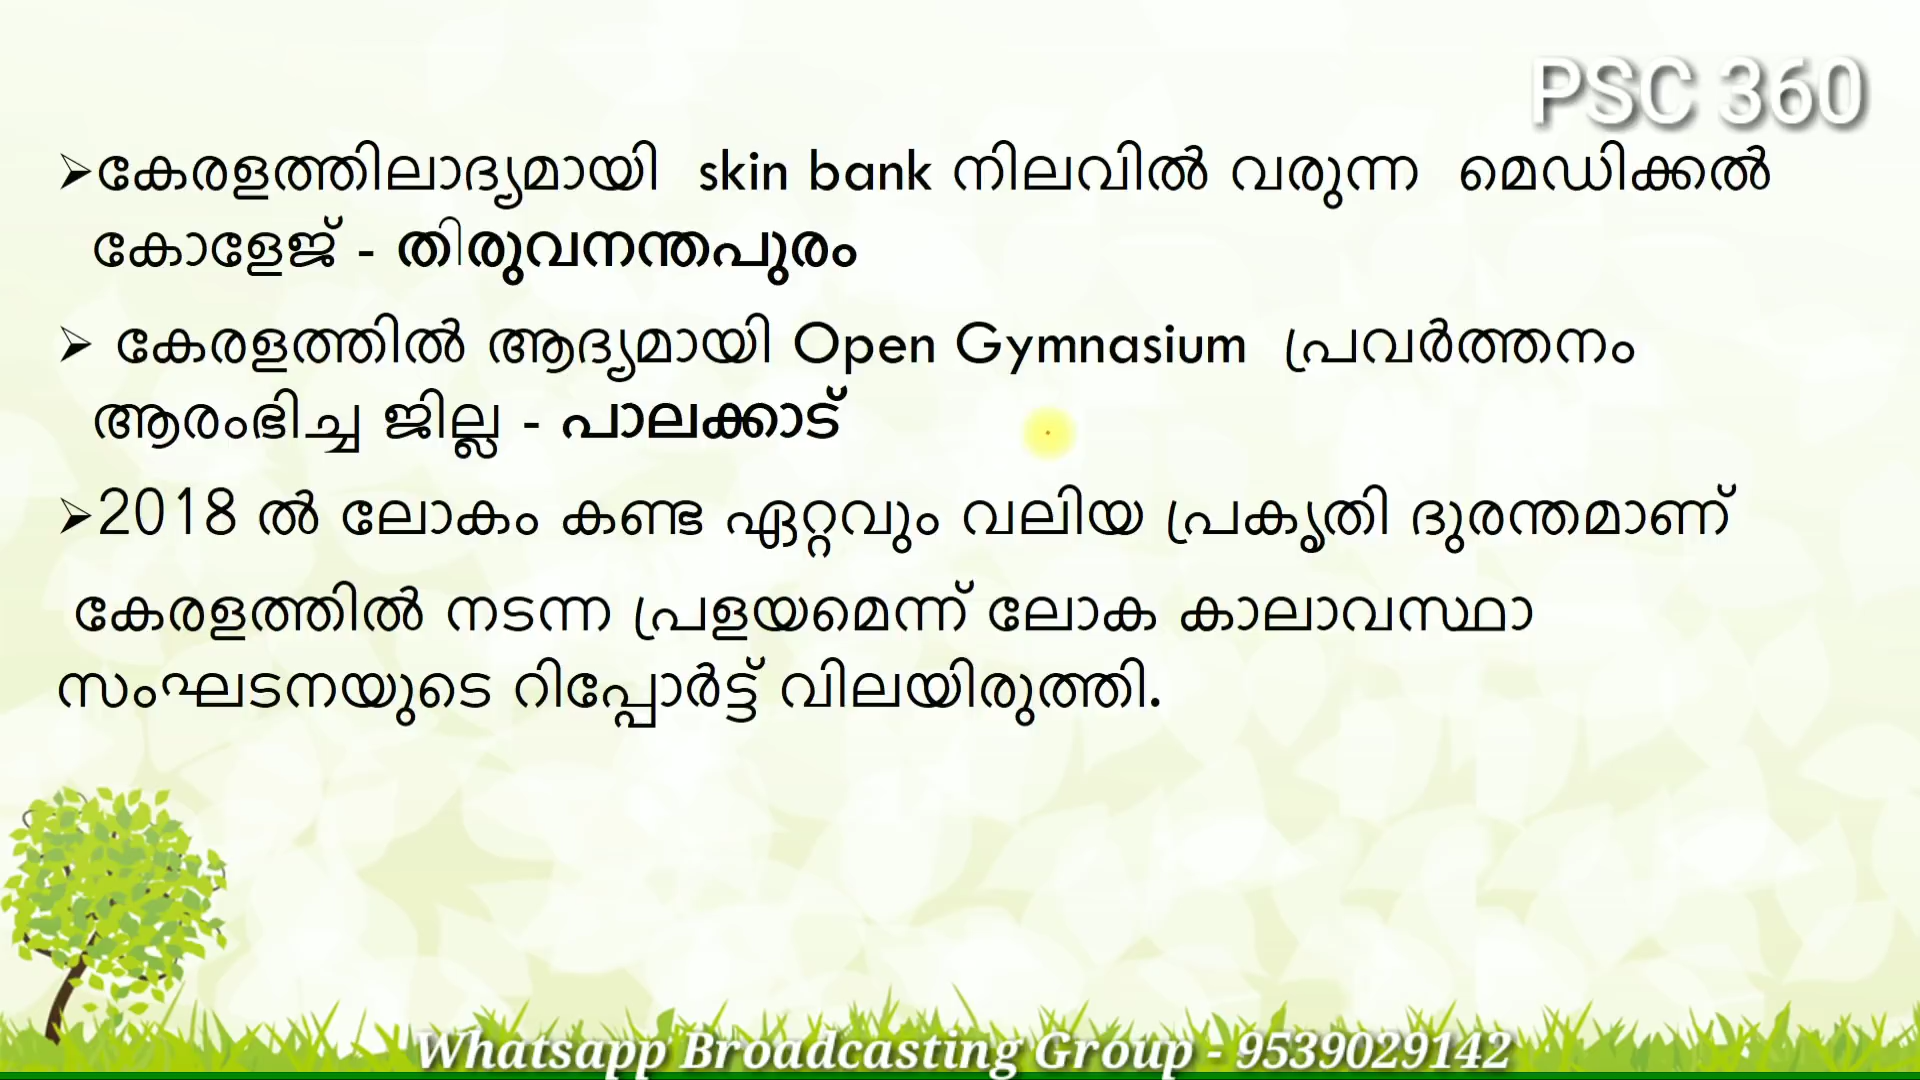 PSC 360
➢കേരളത്തിലാദ്യമായി skin bank നിലവിൽ വരുന്ന മെഡിക്കൽ
കോളേജ് - തിരുവനന്തപുരം
➢ കേരളത്തിൽ ആദ്യമായി Open Gymnasium പ്രവർത്തനം
ആരംഭിച്ച ജില്ല - പാലക്കാട്
➢2018 ൽ ലോകം കണ്ട ഏറ്റവും വലിയ പ്രകൃതി ദുരന്തമാണ്
കേരളത്തിൽ നടന്ന പ്രളയമെന്ന് ലോക കാലാവസ്ഥാ
സംഘടനയുടെ റിപ്പോർട്ട് വിലയിരുത്തി.
Whatsapp Broadcasting Group - 9539029142